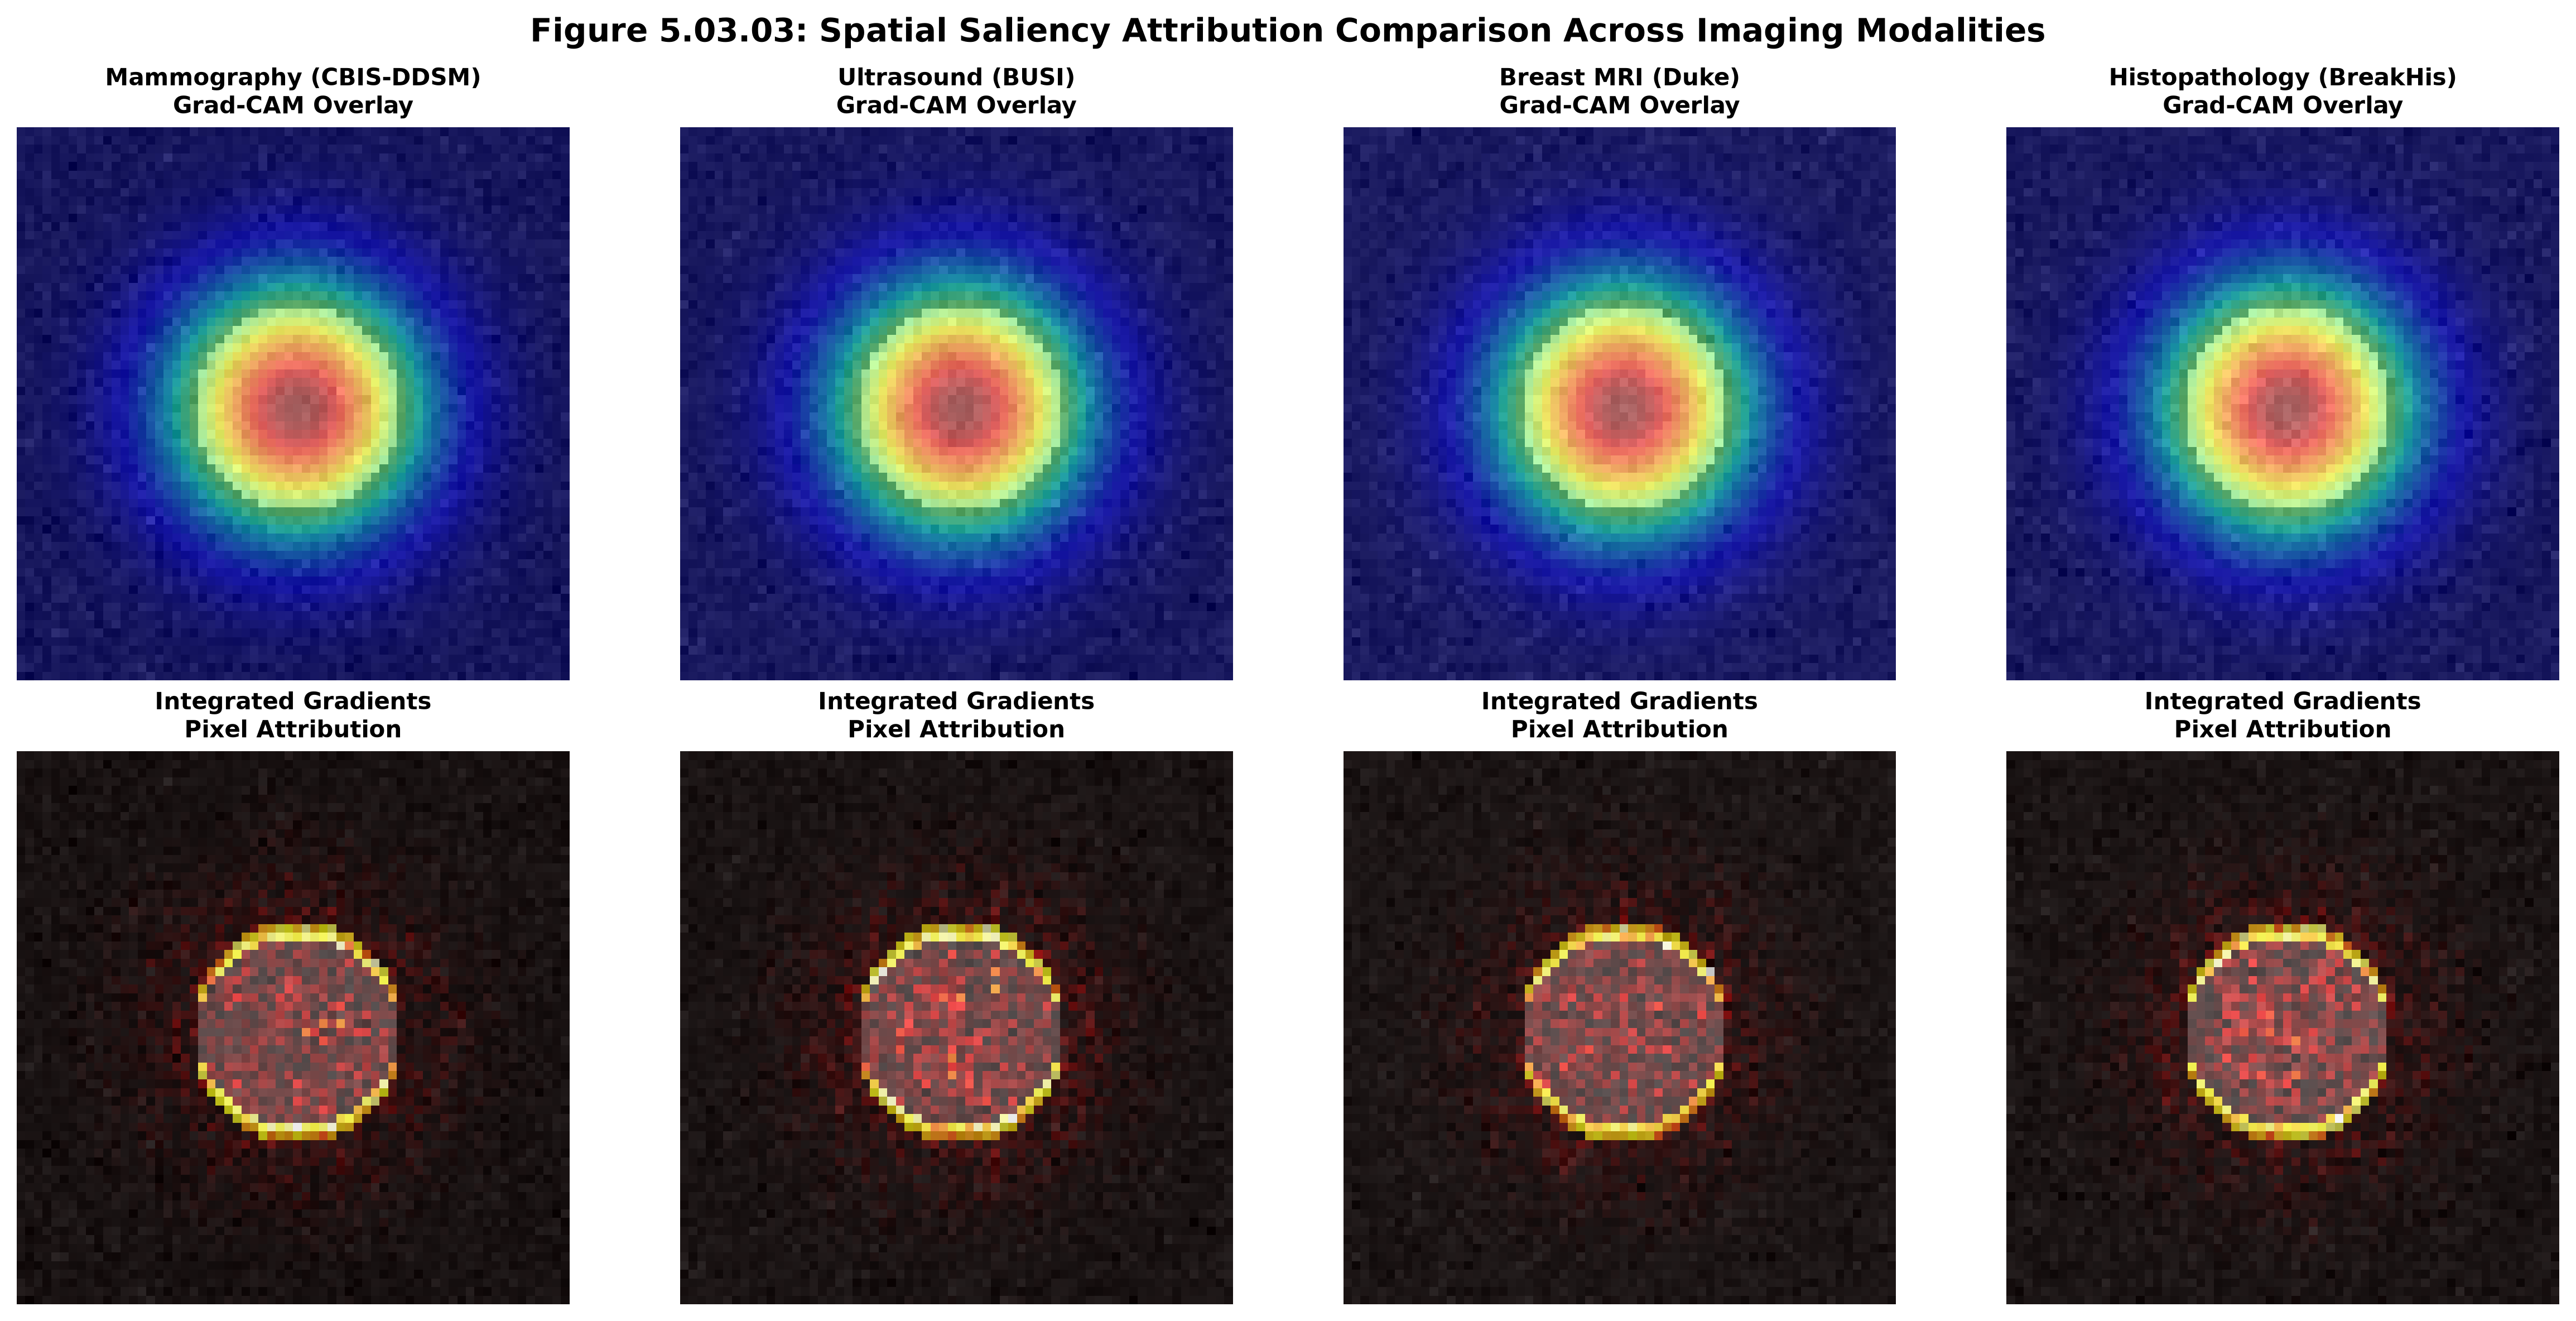 Figure 5.03.03: Spatial Saliency Attribution Comparison Across Imaging Modalities
Mammography (CBIS-DDSM)
Grad-CAM Overlay
Ultrasound (BUSI)
Grad-CAM Overlay
Breast MRI (Duke)
Grad-CAM Overlay
Histopathology (BreakHis)
Grad-CAM Overlay
Integrated Gradients
Pixel Attribution
Integrated Gradients
Pixel Attribution
Integrated Gradients
Pixel Attribution
Integrated Gradients
Pixel Attribution